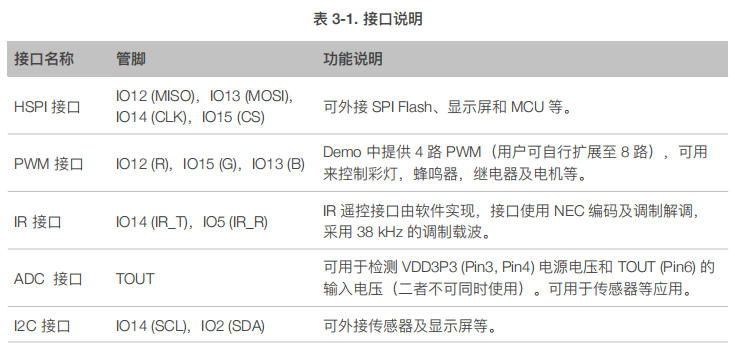 表 3-1. 接口说明
接口名称 管脚 功能说明
HSPI 接口 IO12 (MISO)，IO13 (MOSI)，
IO14 (CLK)，IO15 (CS) 可外接 SPI Flash、显示屏和 MCU 等。
PWM 接口 IO12 (R)，IO15 (G)，IO13 (B) Demo 中提供 4 路 PWM（用户可自行扩展至 8 路），可用
来控制彩灯，蜂鸣器，继电器及电机等。
IR 接口 IO14 (IR_T)，IO5 (IR_R) IR 遥控接口由软件实现，接口使用 NEC 编码及调制解调，
采用 38 kHz 的调制载波。
ADC 接口 TOUT 可用于检测 VDD3P3 (Pin3, Pin4) 电源电压和 TOUT (Pin6) 的
输入电压（二者不可同时使用）。可用于传感器等应用。
I2C 接口 IO14 (SCL)，IO2 (SDA) 可外接传感器及显示屏等。